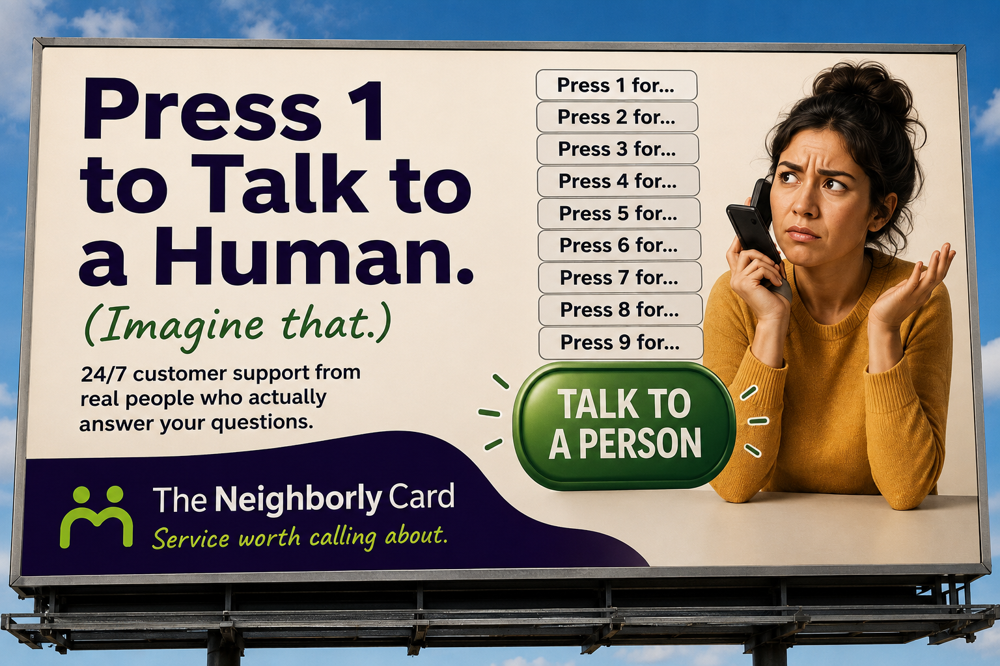 Press 1
to Talk to
a Human.
(Imagine that.)
24/7 customer support from
real people who actually
answer your questions.
The Neighborly Card
Service worth calling about.
Press 1 for...
Press 2 for...
Press 3 for...
Press 4 for...
Press 5 for...
Press 6 for...
Press 7 for...
Press 8 for...
Press 9 for...
TALK TO
A PERSON